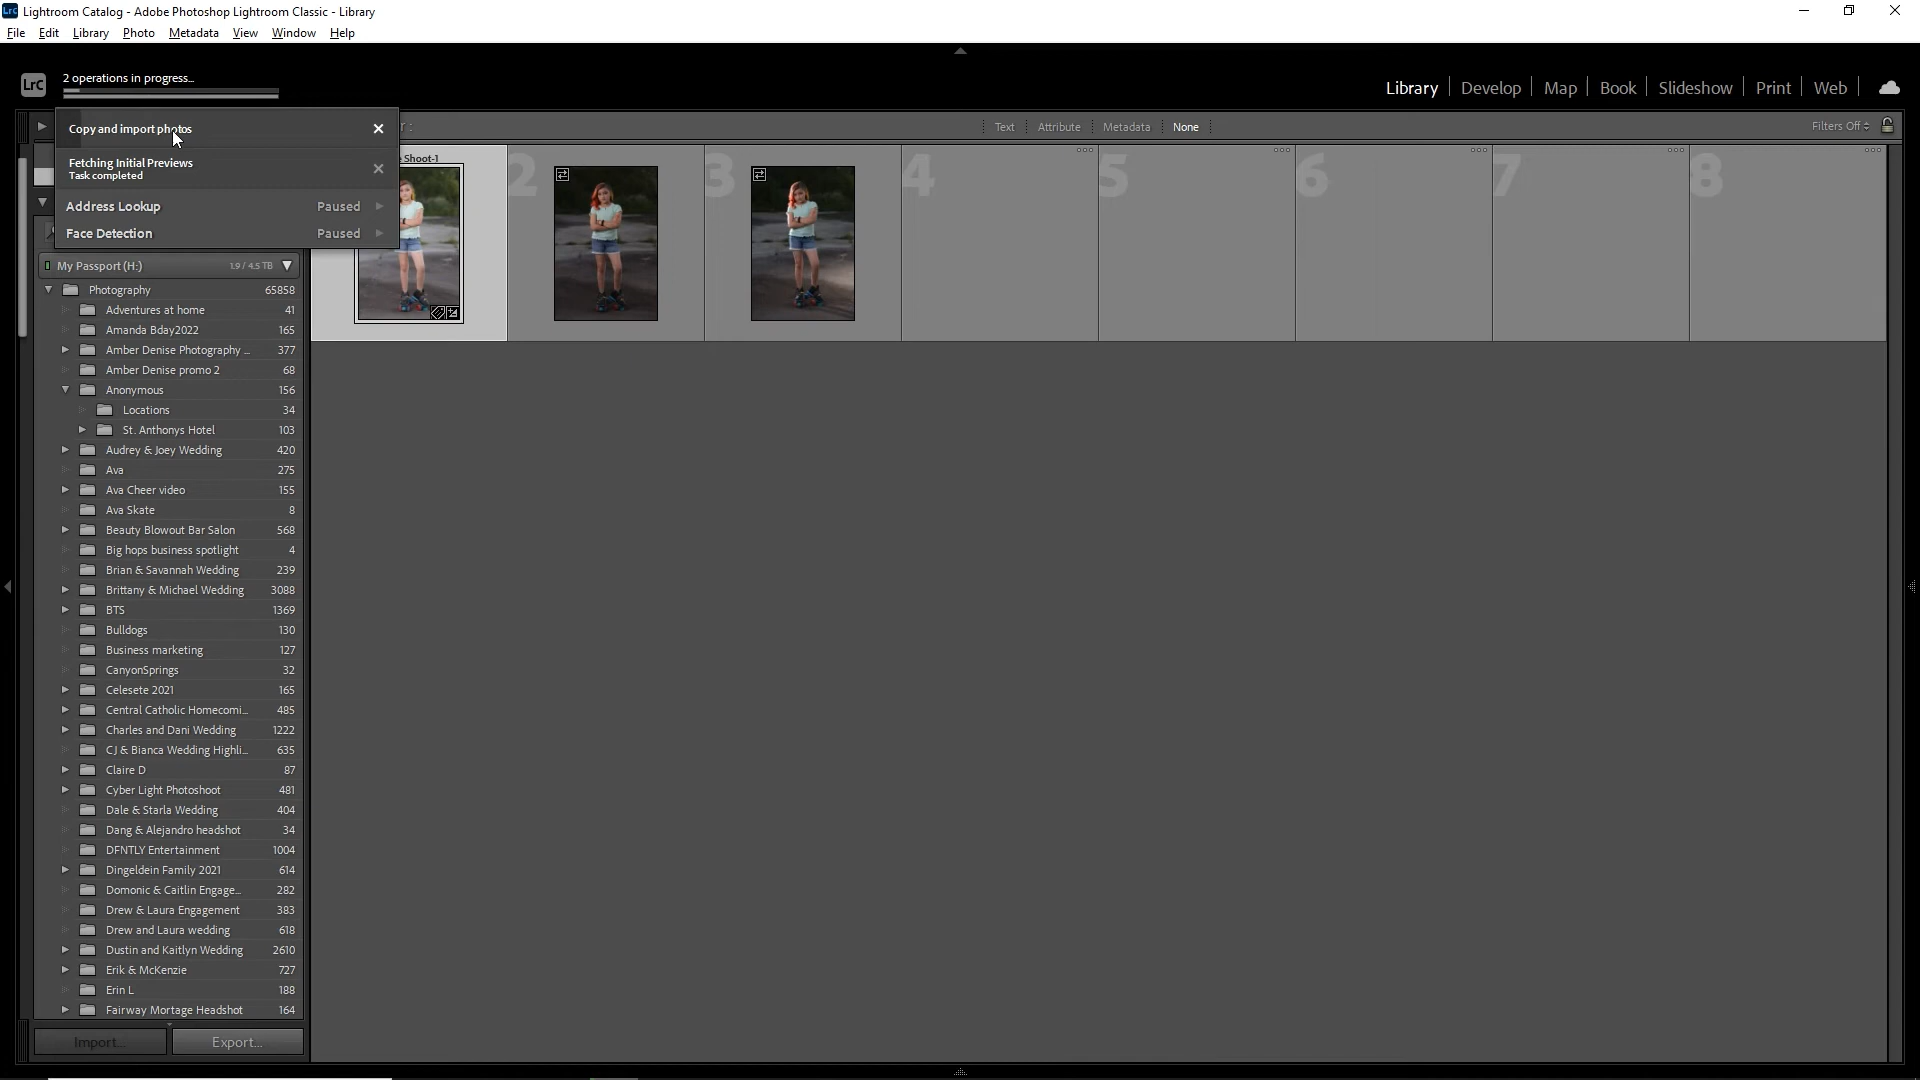 Lightroom Catalog - Adobe Photoshop Lightroom Classic - Library
File Edit Library Photo Metadata View Window Help
LrC 2 operations in progress...
Library Develop Map Book Slideshow Print Web
Copy and import photos
Text Attribute Metadata None Filters Off
Fetching Initial Previews
Task completed
Address Lookup Paused
Face Detection Paused
Shoot-1
2 3 4 5 6 7 8
My Passport (H:) 1.9 / 4.5 TB
Photography 65858
Adventures at home 41
Amanda Bday2022 165
Amber Denise Photography ... 377
Amber Denise promo 2 68
Anonymous 156
Locations 34
St. Anthonys Hotel 103
Audrey & Joey Wedding 420
Ava 275
Ava Cheer video 155
Ava Skate 8
Beauty Blowout Bar Salon 568
Big hops business spotlight 4
Brian & Savannah Wedding 239
Brittany & Michael Wedding 3088
BTS 1369
Bulldogs 130
Business marketing 127
CanyonSprings 32
Celesete 2021 165
Central Catholic Homecomi... 485
Charles and Dani Wedding 1222
CJ & Bianca Wedding Highli... 635
Claire D 87
Cyber Light Photoshoot 481
Dale & Starla Wedding 404
Dang & Alejandro headshot 34
DFNTLY Entertainment 1004
Dingeldein Family 2021 614
Domonic & Caitlin Engage... 282
Drew & Laura Engagement 383
Drew and Laura wedding 618
Dustin and Kaitlyn Wedding 2610
Erik & McKenzie 727
Erin L 188
Fairway Mortage Headshot 164
Import... Export...